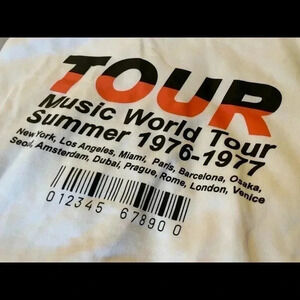 TOUR
Music World Tour
Summer 1976-1977
New York, Los Angeles, Miami, Paris, Barcelona, Osaka,
Seoul, Amsterdam, Dubai, Prague, Rome, London, Venice
012345 67890 0